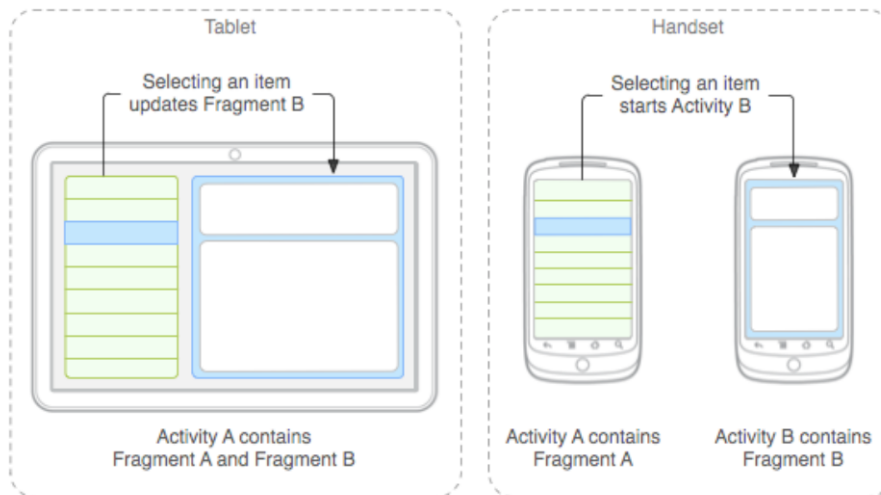 Tablet
Selecting an item
updates Fragment B
Activity A contains
Fragment A and Fragment B
Handset
Selecting an item
starts Activity B
Activity A contains
Fragment A
Activity B contains
Fragment B